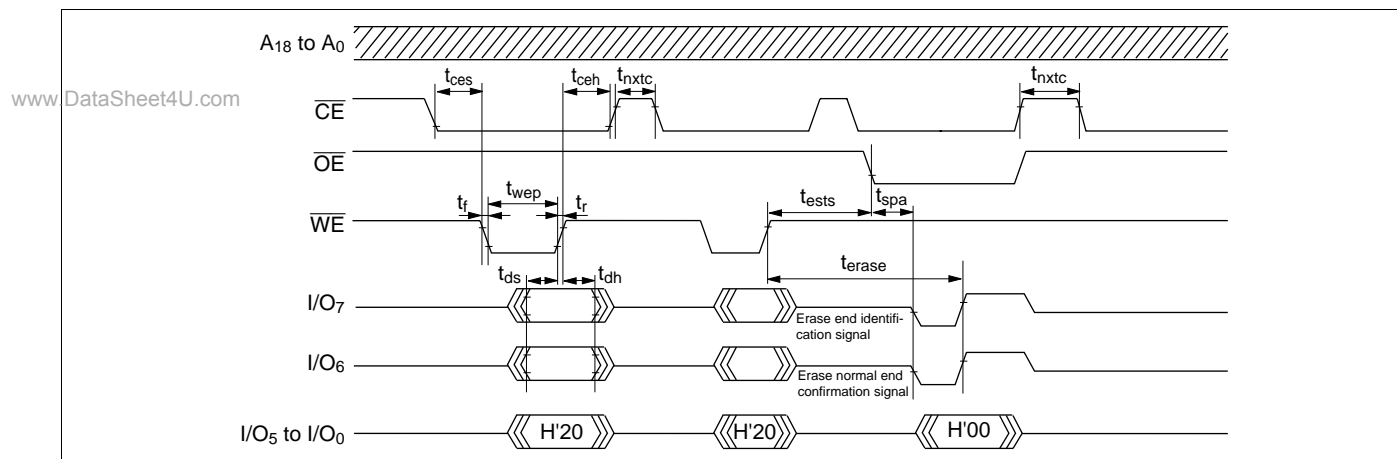 A18 to A0
www.DataSheet4U.com
tces
tceh
tnxtc
tnxtc
CE
OE
tf
twep
tr
tests
tspa
WE
terase
tds
tdh
I/O7
Erase end identifi-
cation signal
I/O6
Erase normal end
confirmation signal
I/O5 to I/O0
H'20
H'20
H'00